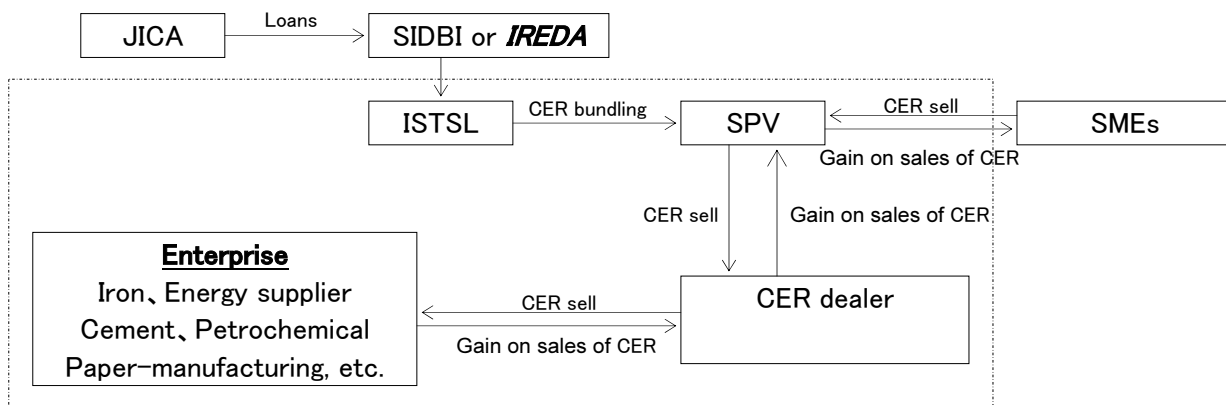 Loans
JICA
SIDBI or IREDA
ISTSL
CER bundling
SPV
CER sell
SMEs
Gain on sales of CER
CER sell
Gain on sales of CER
Enterprise
Iron、Energy supplier
Cement、Petrochemical
Paper-manufacturing, etc.
CER sell
Gain on sales of CER
CER dealer